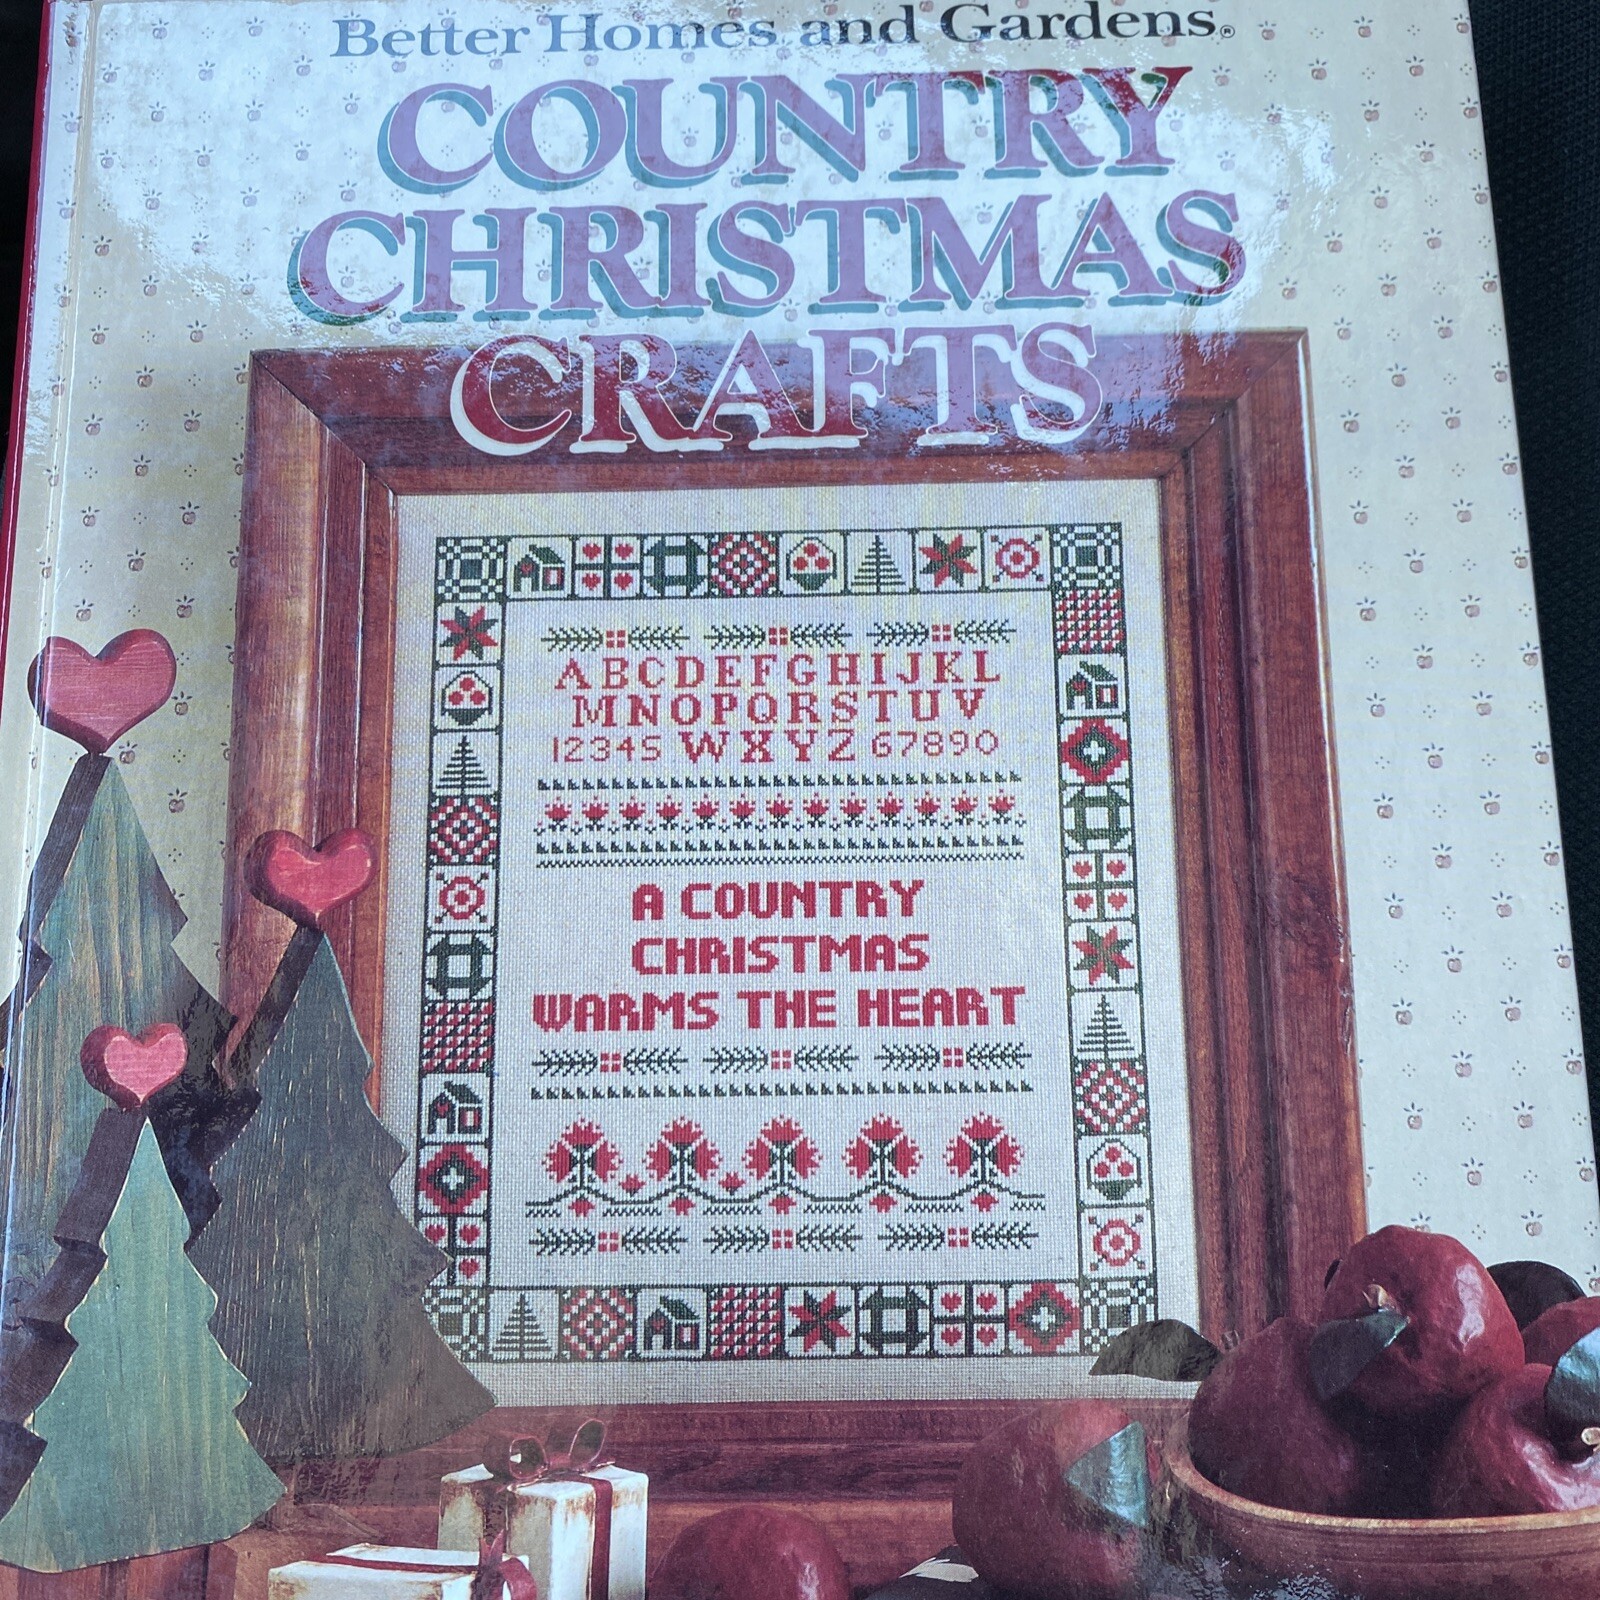 Better Homes and Gardens®
COUNTRY
CHRISTMAS
CRAFTS
ABCDEFGHIJKL
MNOPQRSTUV
12345 WXYZ 67890
A COUNTRY
CHRISTMAS
WARMS THE HEART